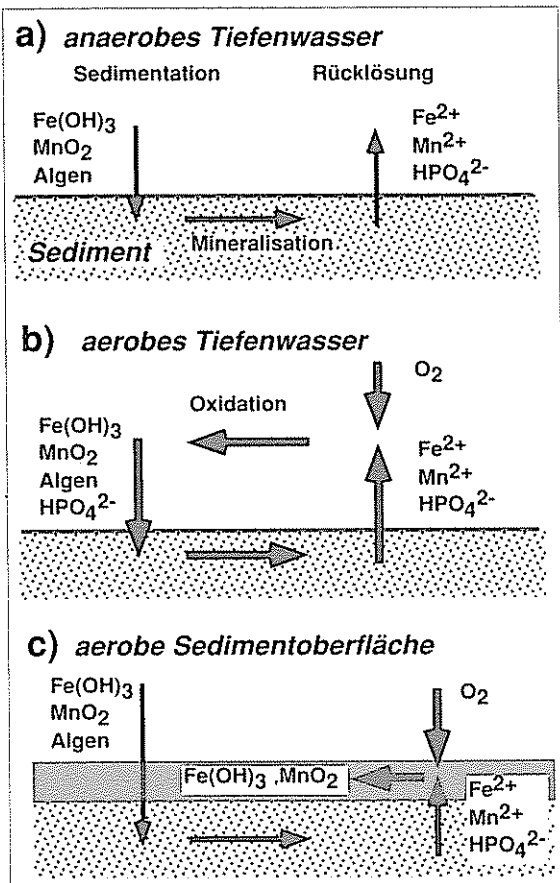 a) anaerobes Tiefenwasser
Sedimentation Rücklösung
Fe(OH)3
MnO2
Algen
Fe2+
Mn2+
HPO42-
Mineralisation
Sediment
b) aerobes Tiefenwasser
O2
Oxidation
Fe(OH)3
MnO2
Algen
HPO42-
Fe2+
Mn2+
HPO42-
c) aerobe Sedimentoberfläche
Fe(OH)3
MnO2
Algen
O2
Fe(OH)3 .MnO2
Fe2+
Mn2+
HPO42-